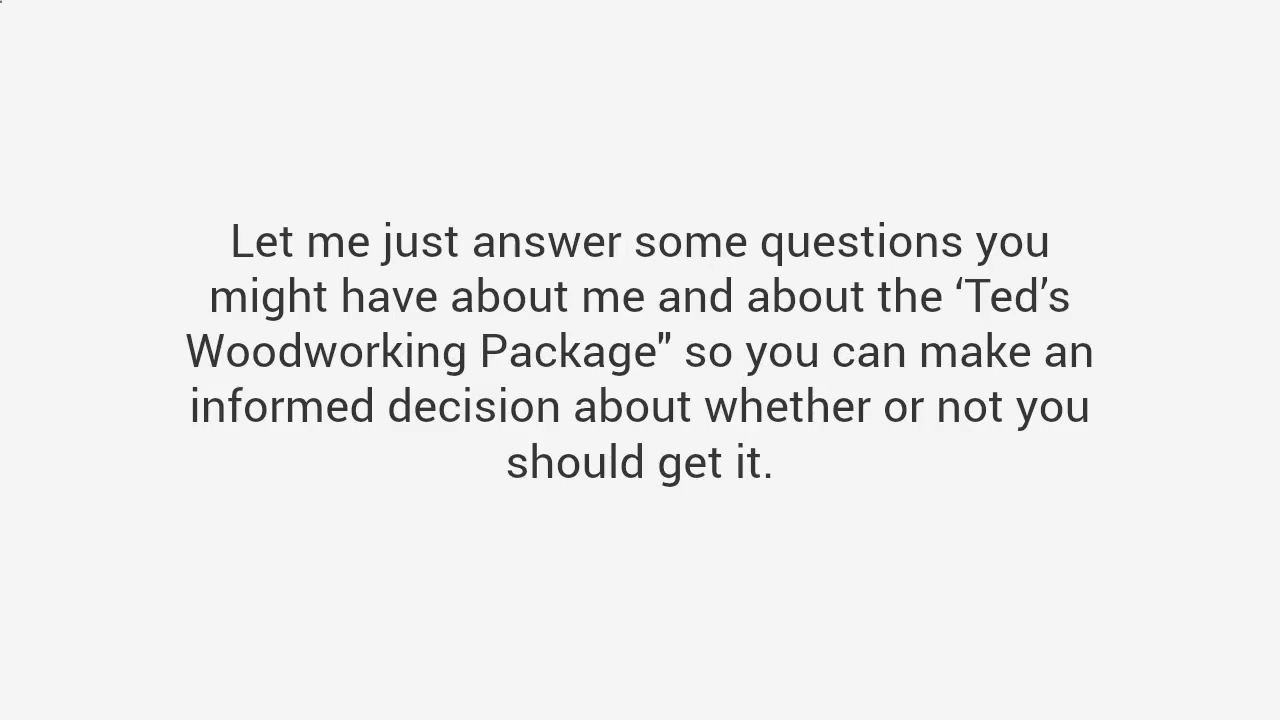 Let me just answer some questions you
might have about me and about the ‘Ted’s
Woodworking Package" so you can make an
informed decision about whether or not you
should get it.